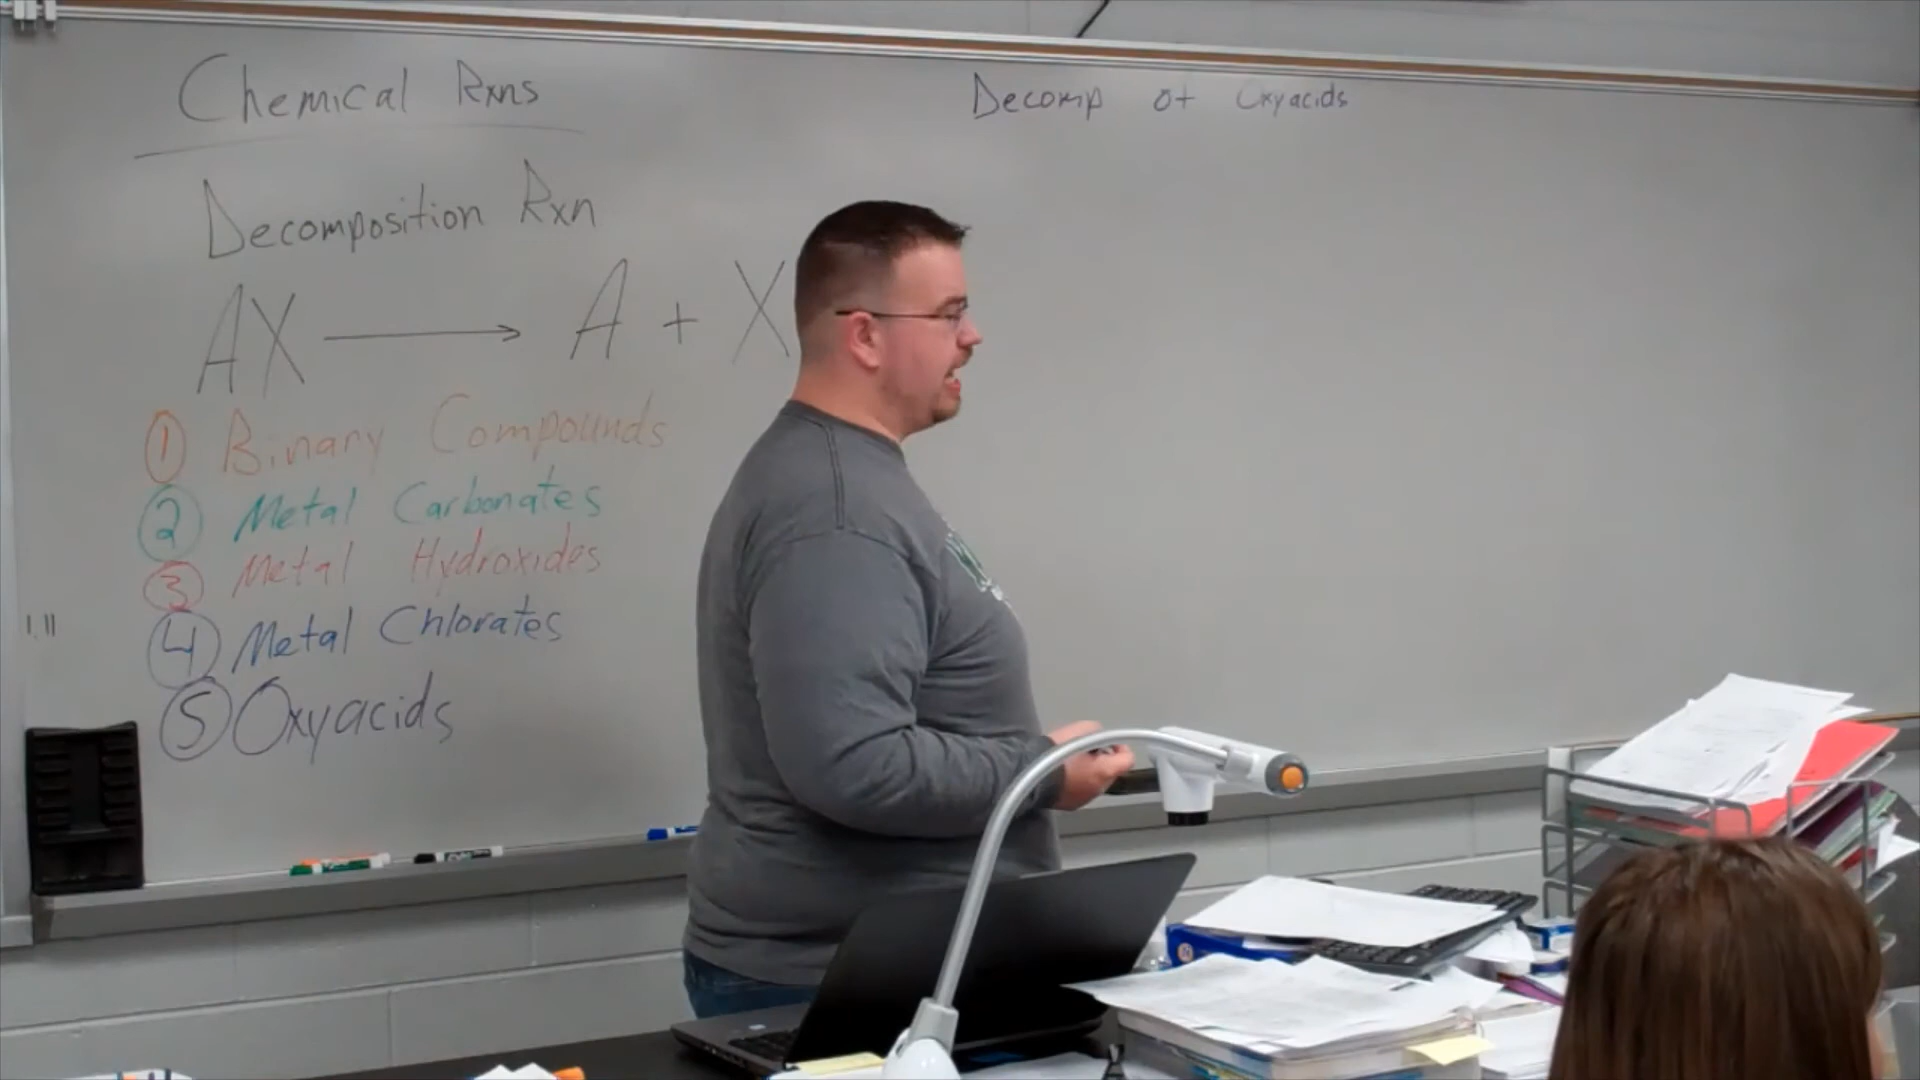 Chemical Rxns
Decomposition Rxn
AX → A + X
① Binary Compounds
② Metal Carbonates
③ Metal Hydroxides
④ Metal Chlorates
⑤ Oxyacids
Decomp of Oxyacids